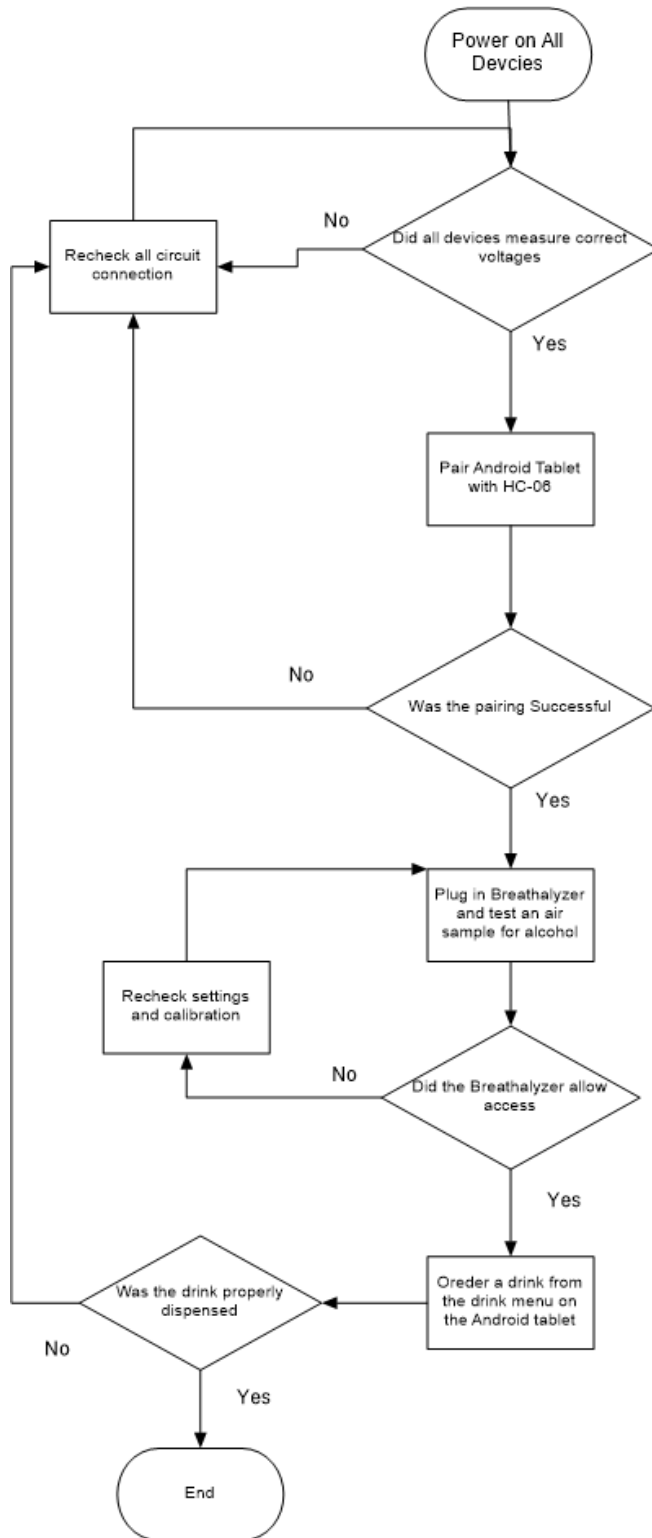 Power on All
Devcies
No
Did all devices measure correct
voltages
Recheck all circuit
connection
Yes
Pair Android Tablet
with HC-06
No
Was the pairing Successful
Yes
Plug in Breathalyzer
and test an air
sample for alcohol
Recheck settings
and calibration
No
Did the Breathalyzer allow
access
Yes
Oreder a drink from
the drink menu on
the Android tablet
Was the drink properly
dispensed
No
Yes
End